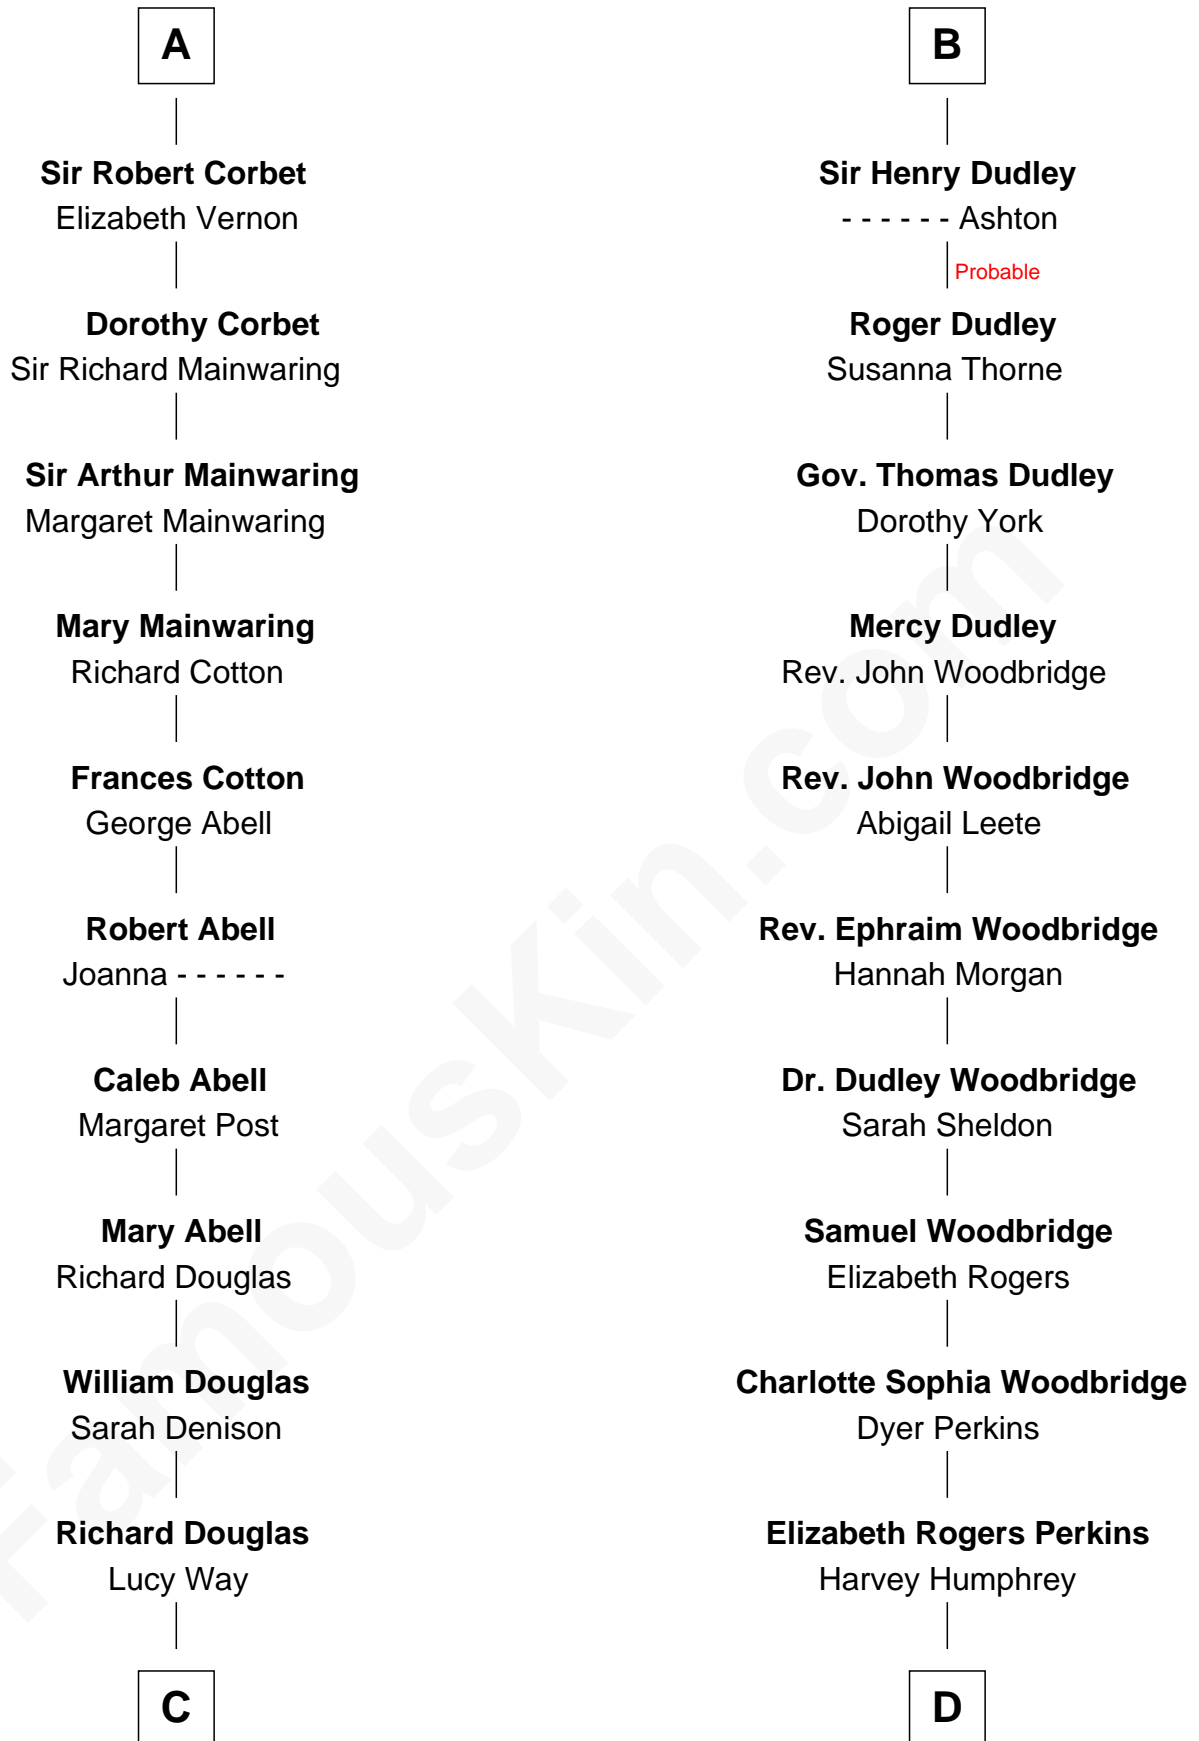 A
Sir Robert Corbet
Elizabeth Vernon
Dorothy Corbet
Sir Richard Mainwaring
Sir Arthur Mainwaring
Margaret Mainwaring
Mary Mainwaring
Richard Cotton
Frances Cotton
George Abell
Robert Abell
Joanna - - - - - -
Caleb Abell
Margaret Post
Mary Abell
Richard Douglas
William Douglas
Sarah Denison
Richard Douglas
Lucy Way
C
B
Sir Henry Dudley
- - - - - - Ashton
Probable
Roger Dudley
Susanna Thorne
Gov. Thomas Dudley
Dorothy York
Mercy Dudley
Rev. John Woodbridge
Rev. John Woodbridge
Abigail Leete
Rev. Ephraim Woodbridge
Hannah Morgan
Dr. Dudley Woodbridge
Sarah Sheldon
Samuel Woodbridge
Elizabeth Rogers
Charlotte Sophia Woodbridge
Dyer Perkins
Elizabeth Rogers Perkins
Harvey Humphrey
D
FamousKin.com